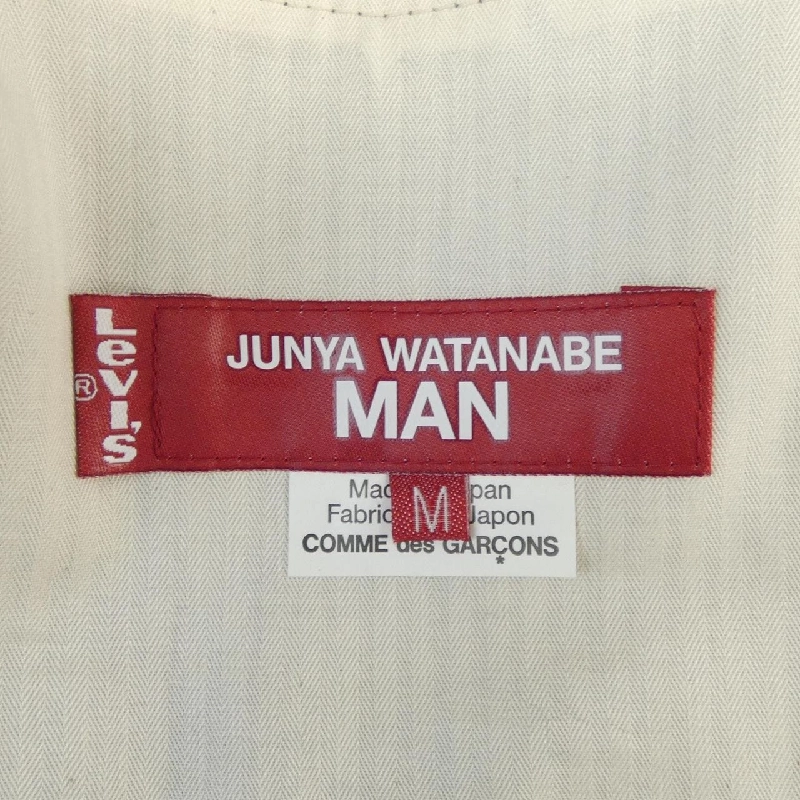 Levi's
®
JUNYA WATANABE
MAN
M
COMME des GARÇONS
*
Japon